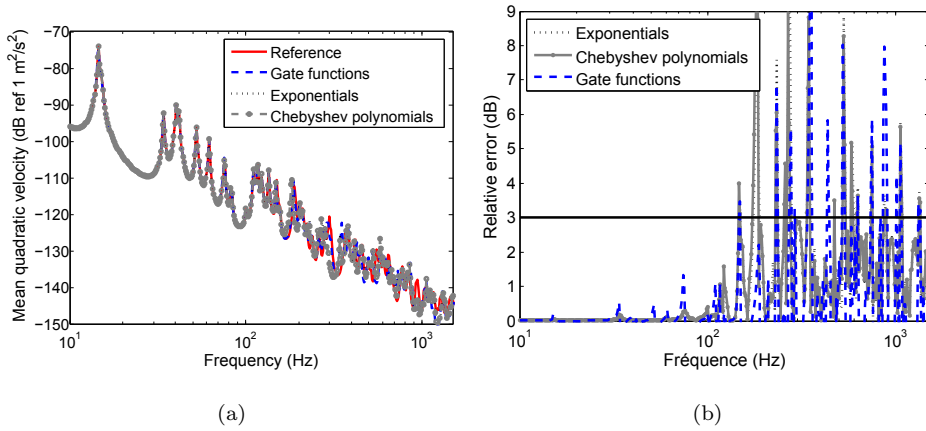 −70
−80
−90
−100
−110
−120
−130
−140
−150
Mean quadratic velocity (dB ref 1 m²/s²)
10¹
10²
10³
Frequency (Hz)
Reference
Gate functions
Exponentials
Chebyshev polynomials
(a)
9
8
7
6
5
4
3
2
1
0
Relative error (dB)
10¹
10²
10³
Fréquence (Hz)
Exponentials
Chebyshev polynomials
Gate functions
(b)